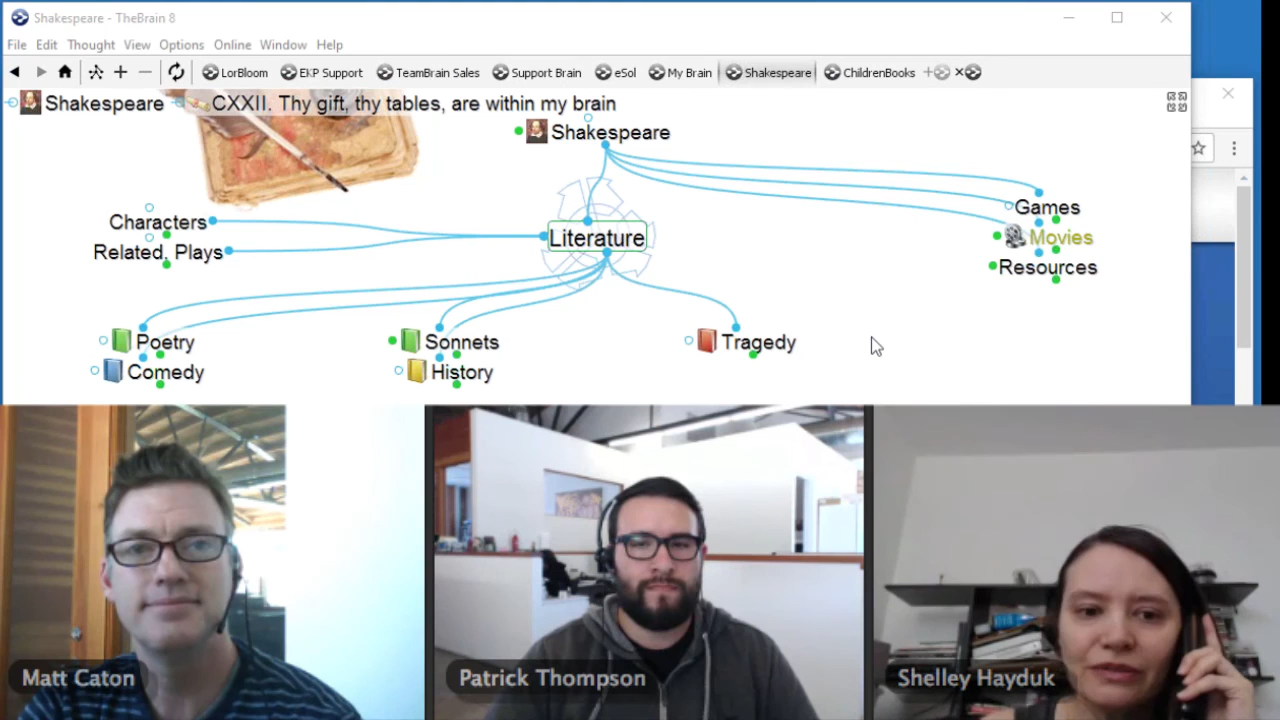 Shakespeare - TheBrain 8
File Edit Thought View Options Online Window Help
LorBloom EKP Support TeamBrain Sales Support Brain eSol My Brain Shakespeare ChildrenBooks
Shakespeare CXXII. Thy gift, thy tables, are within my brain
Shakespeare
Games
Characters
Literature
Movies
Related. Plays
Resources
Poetry Sonnets Tragedy
Comedy History
Matt Caton Patrick Thompson Shelley Hayduk